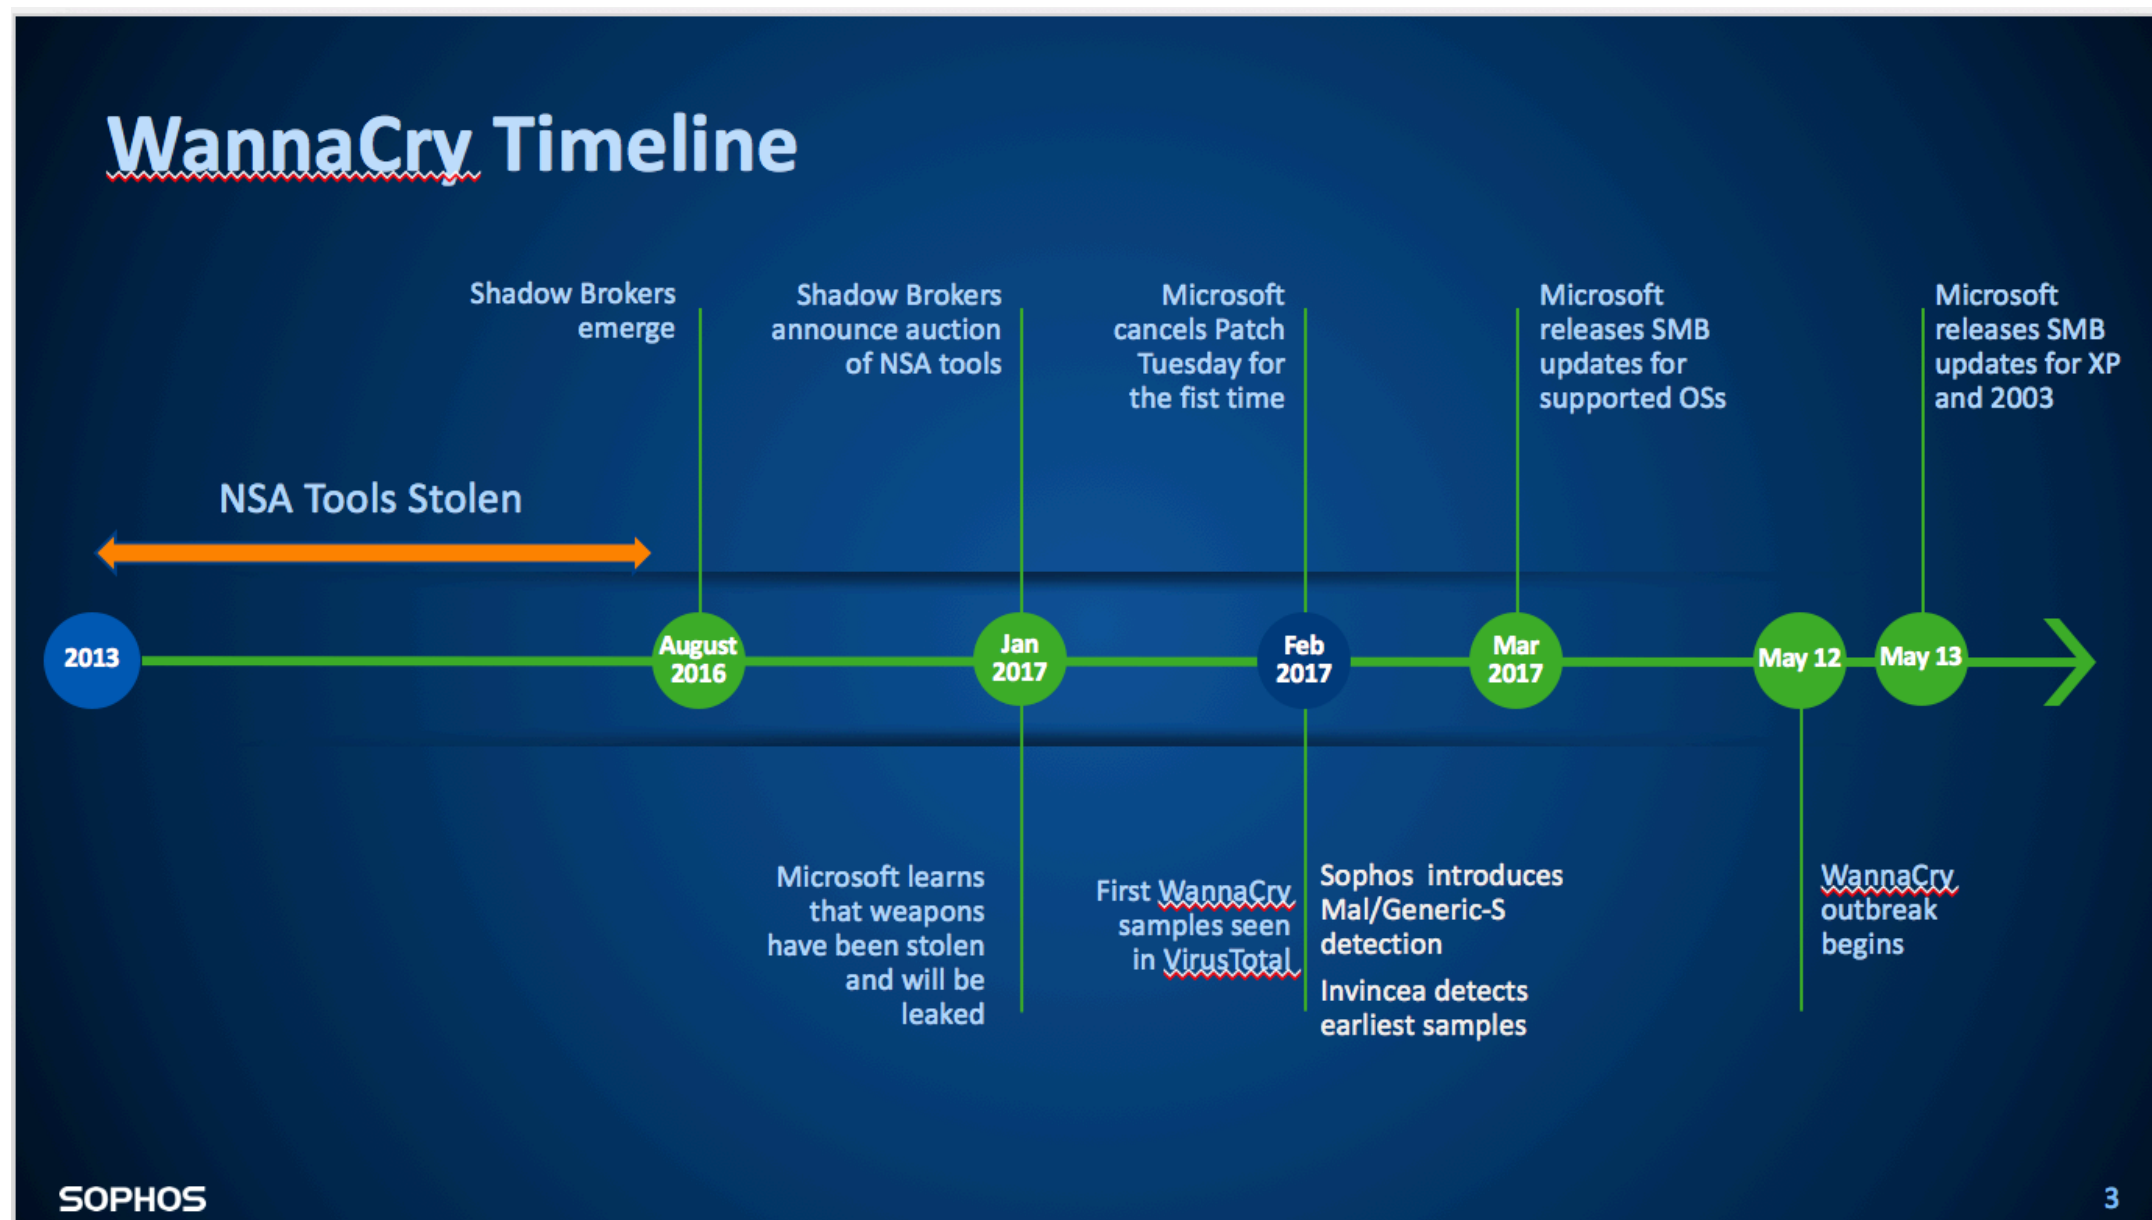 WannaCry Timeline
Shadow Brokers
emerge
Shadow Brokers
announce auction
of NSA tools
Microsoft
cancels Patch
Tuesday for
the fist time
Microsoft
releases SMB
updates for
supported OSs
Microsoft
releases SMB
updates for XP
and 2003
NSA Tools Stolen
2013
August
2016
Jan
2017
Feb
2017
Mar
2017
May 12
May 13
Microsoft learns
that weapons
have been stolen
and will be
leaked
First WannaCry
samples seen
in VirusTotal
Sophos introduces
Mal/Generic-S
detection
Invincea detects
earliest samples
WannaCry
outbreak
begins
SOPHOS
3